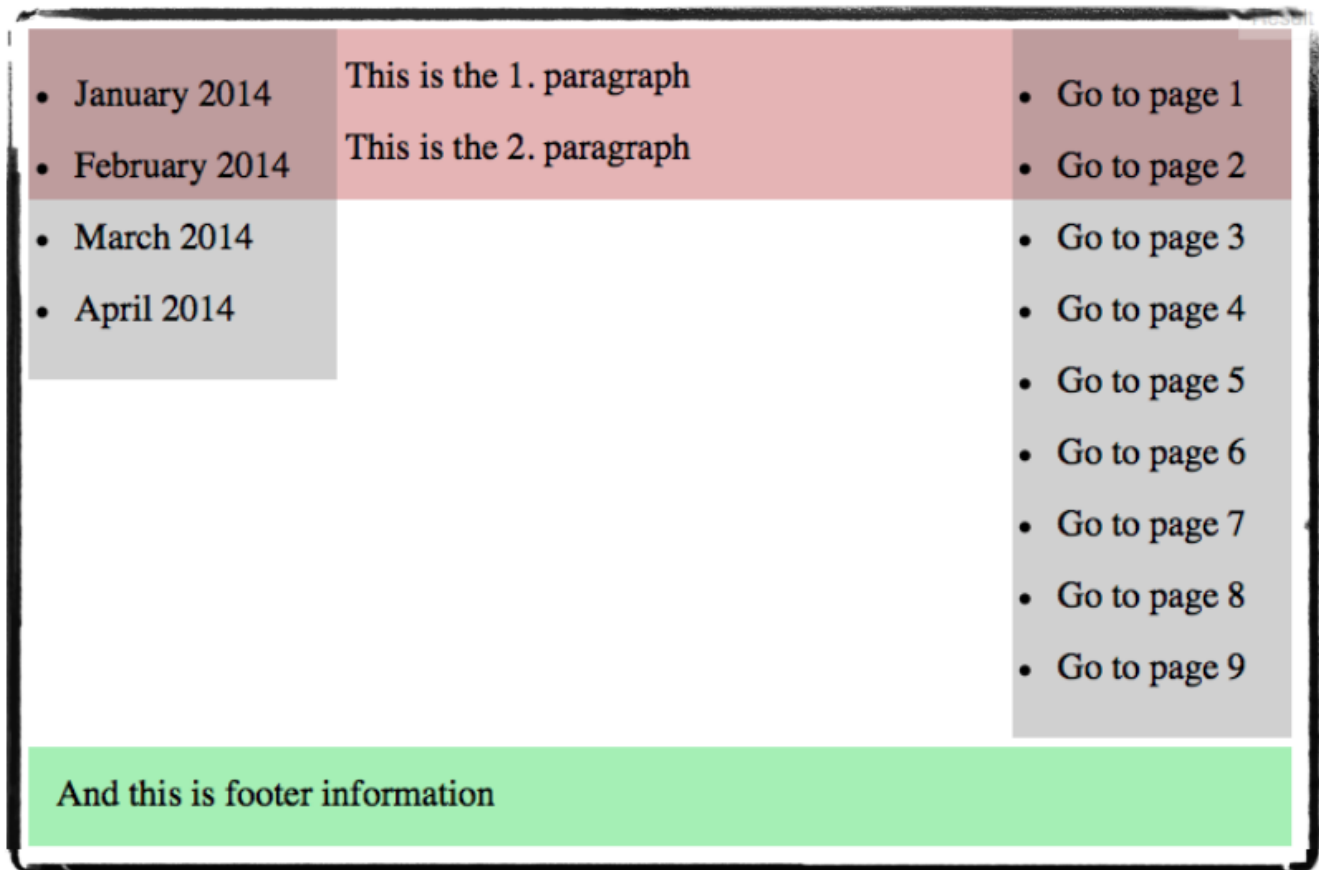 Result
January 2014
February 2014
March 2014
April 2014
This is the 1. paragraph
This is the 2. paragraph
Go to page 1
Go to page 2
Go to page 3
Go to page 4
Go to page 5
Go to page 6
Go to page 7
Go to page 8
Go to page 9
And this is footer information